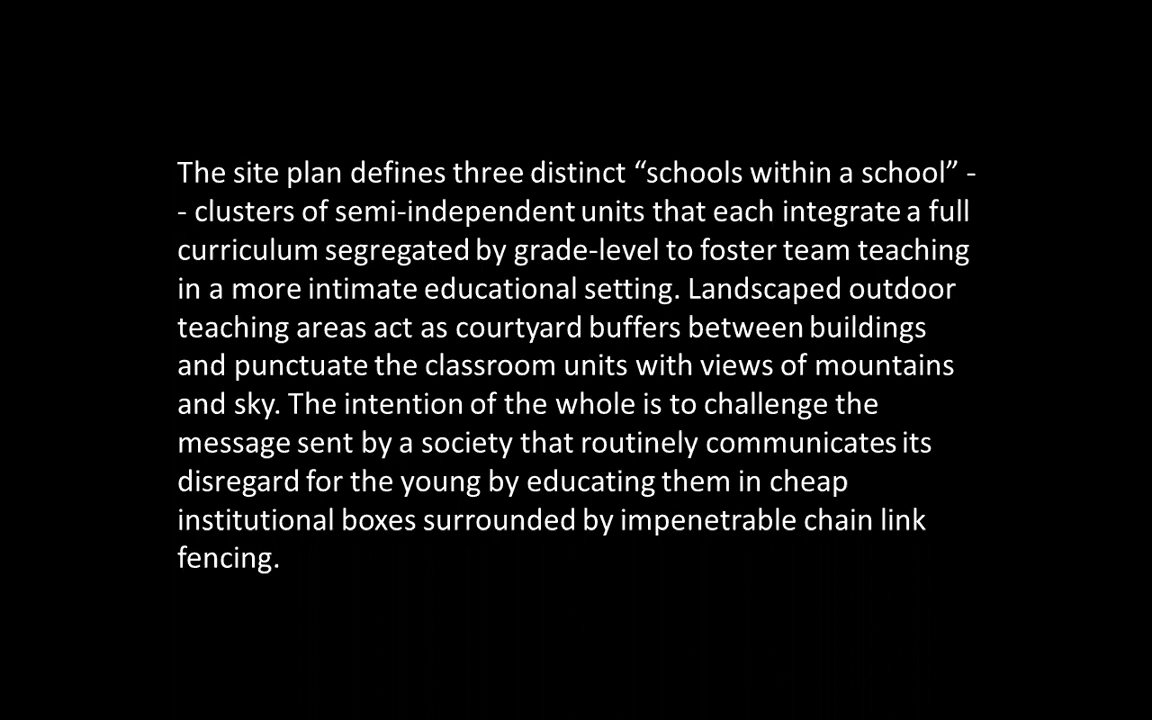 The site plan defines three distinct “schools within a school” -
- clusters of semi-independent units that each integrate a full
curriculum segregated by grade-level to foster team teaching
in a more intimate educational setting. Landscaped outdoor
teaching areas act as courtyard buffers between buildings
and punctuate the classroom units with views of mountains
and sky. The intention of the whole is to challenge the
message sent by a society that routinely communicates its
disregard for the young by educating them in cheap
institutional boxes surrounded by impenetrable chain link
fencing.